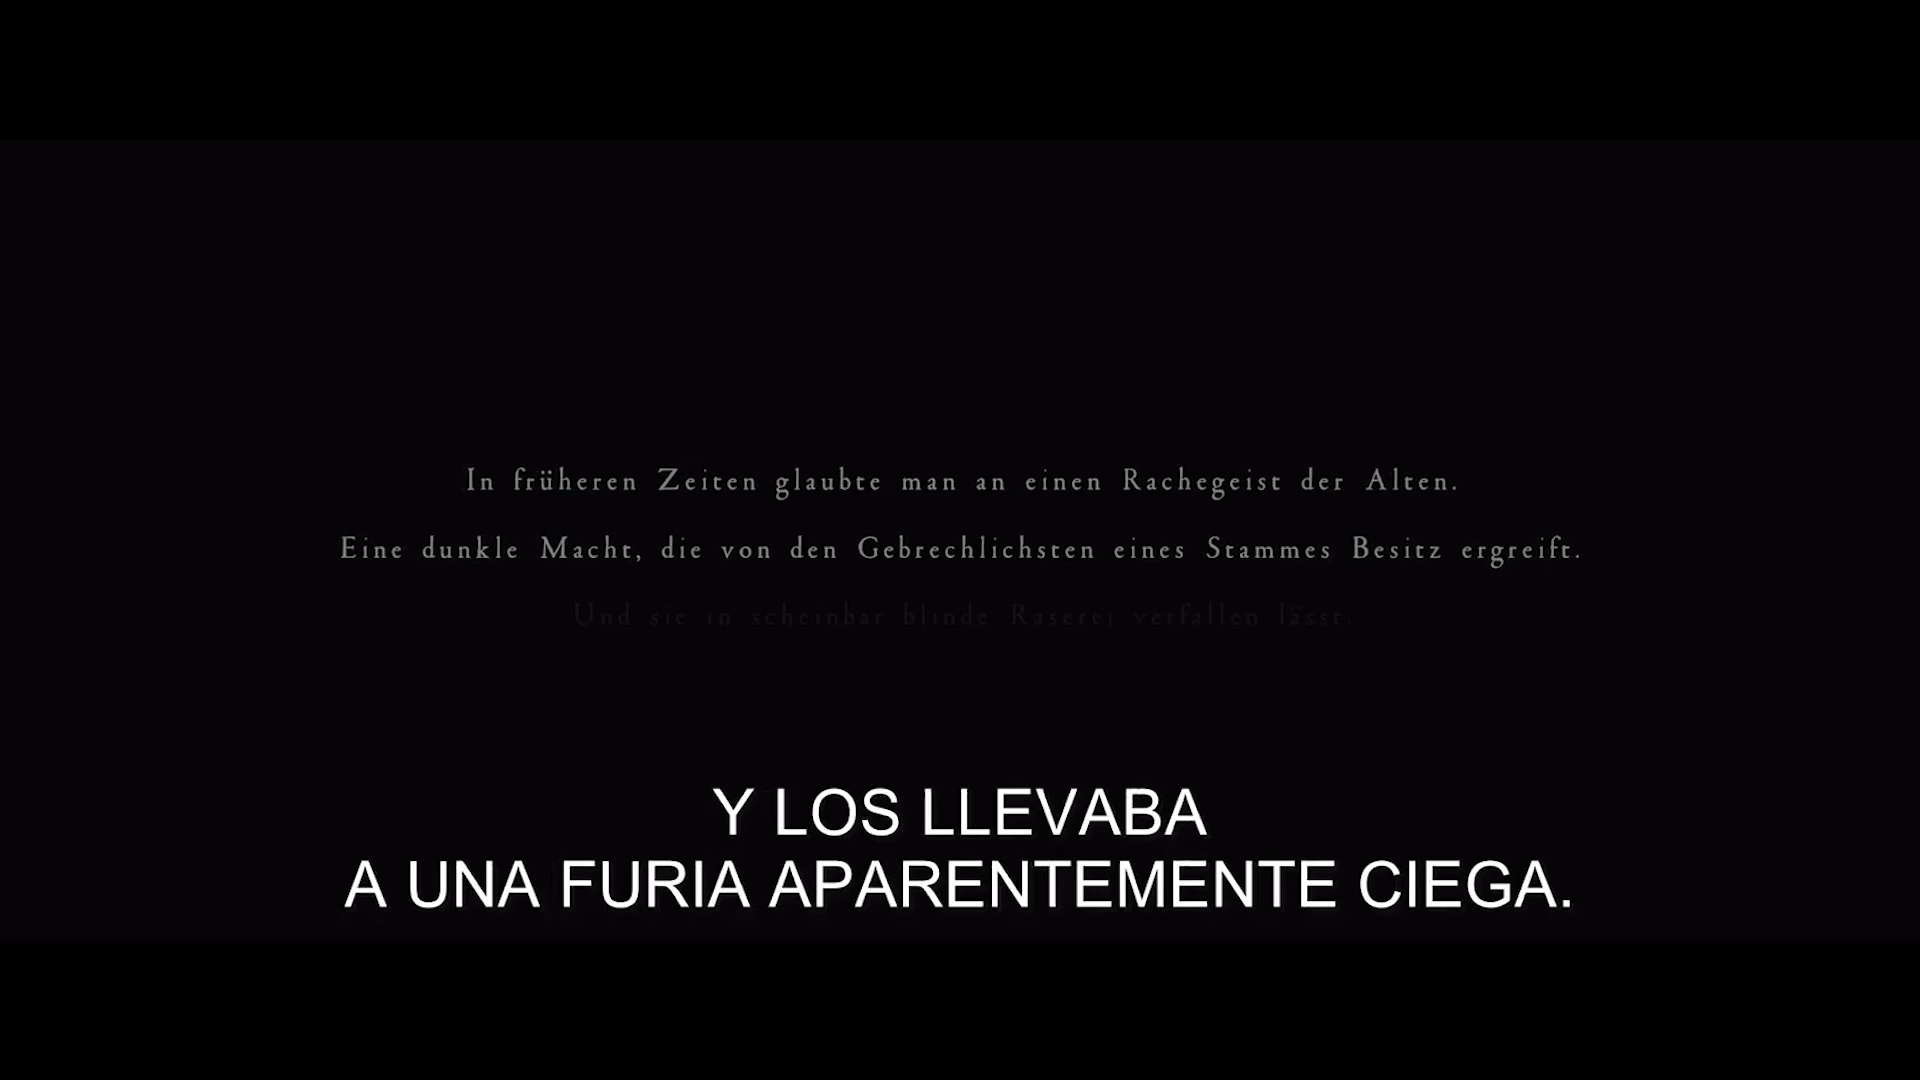 In früheren Zeiten glaubte man an einen Rachegeist der Alten.
Eine dunkle Macht, die von den Gebrechlichsten eines Stammes Besitz ergreift.
Und sie in scheinbar blinde Raserei verfallen lässt.
Y LOS LLEVABA
A UNA FURIA APARENTEMENTE CIEGA.